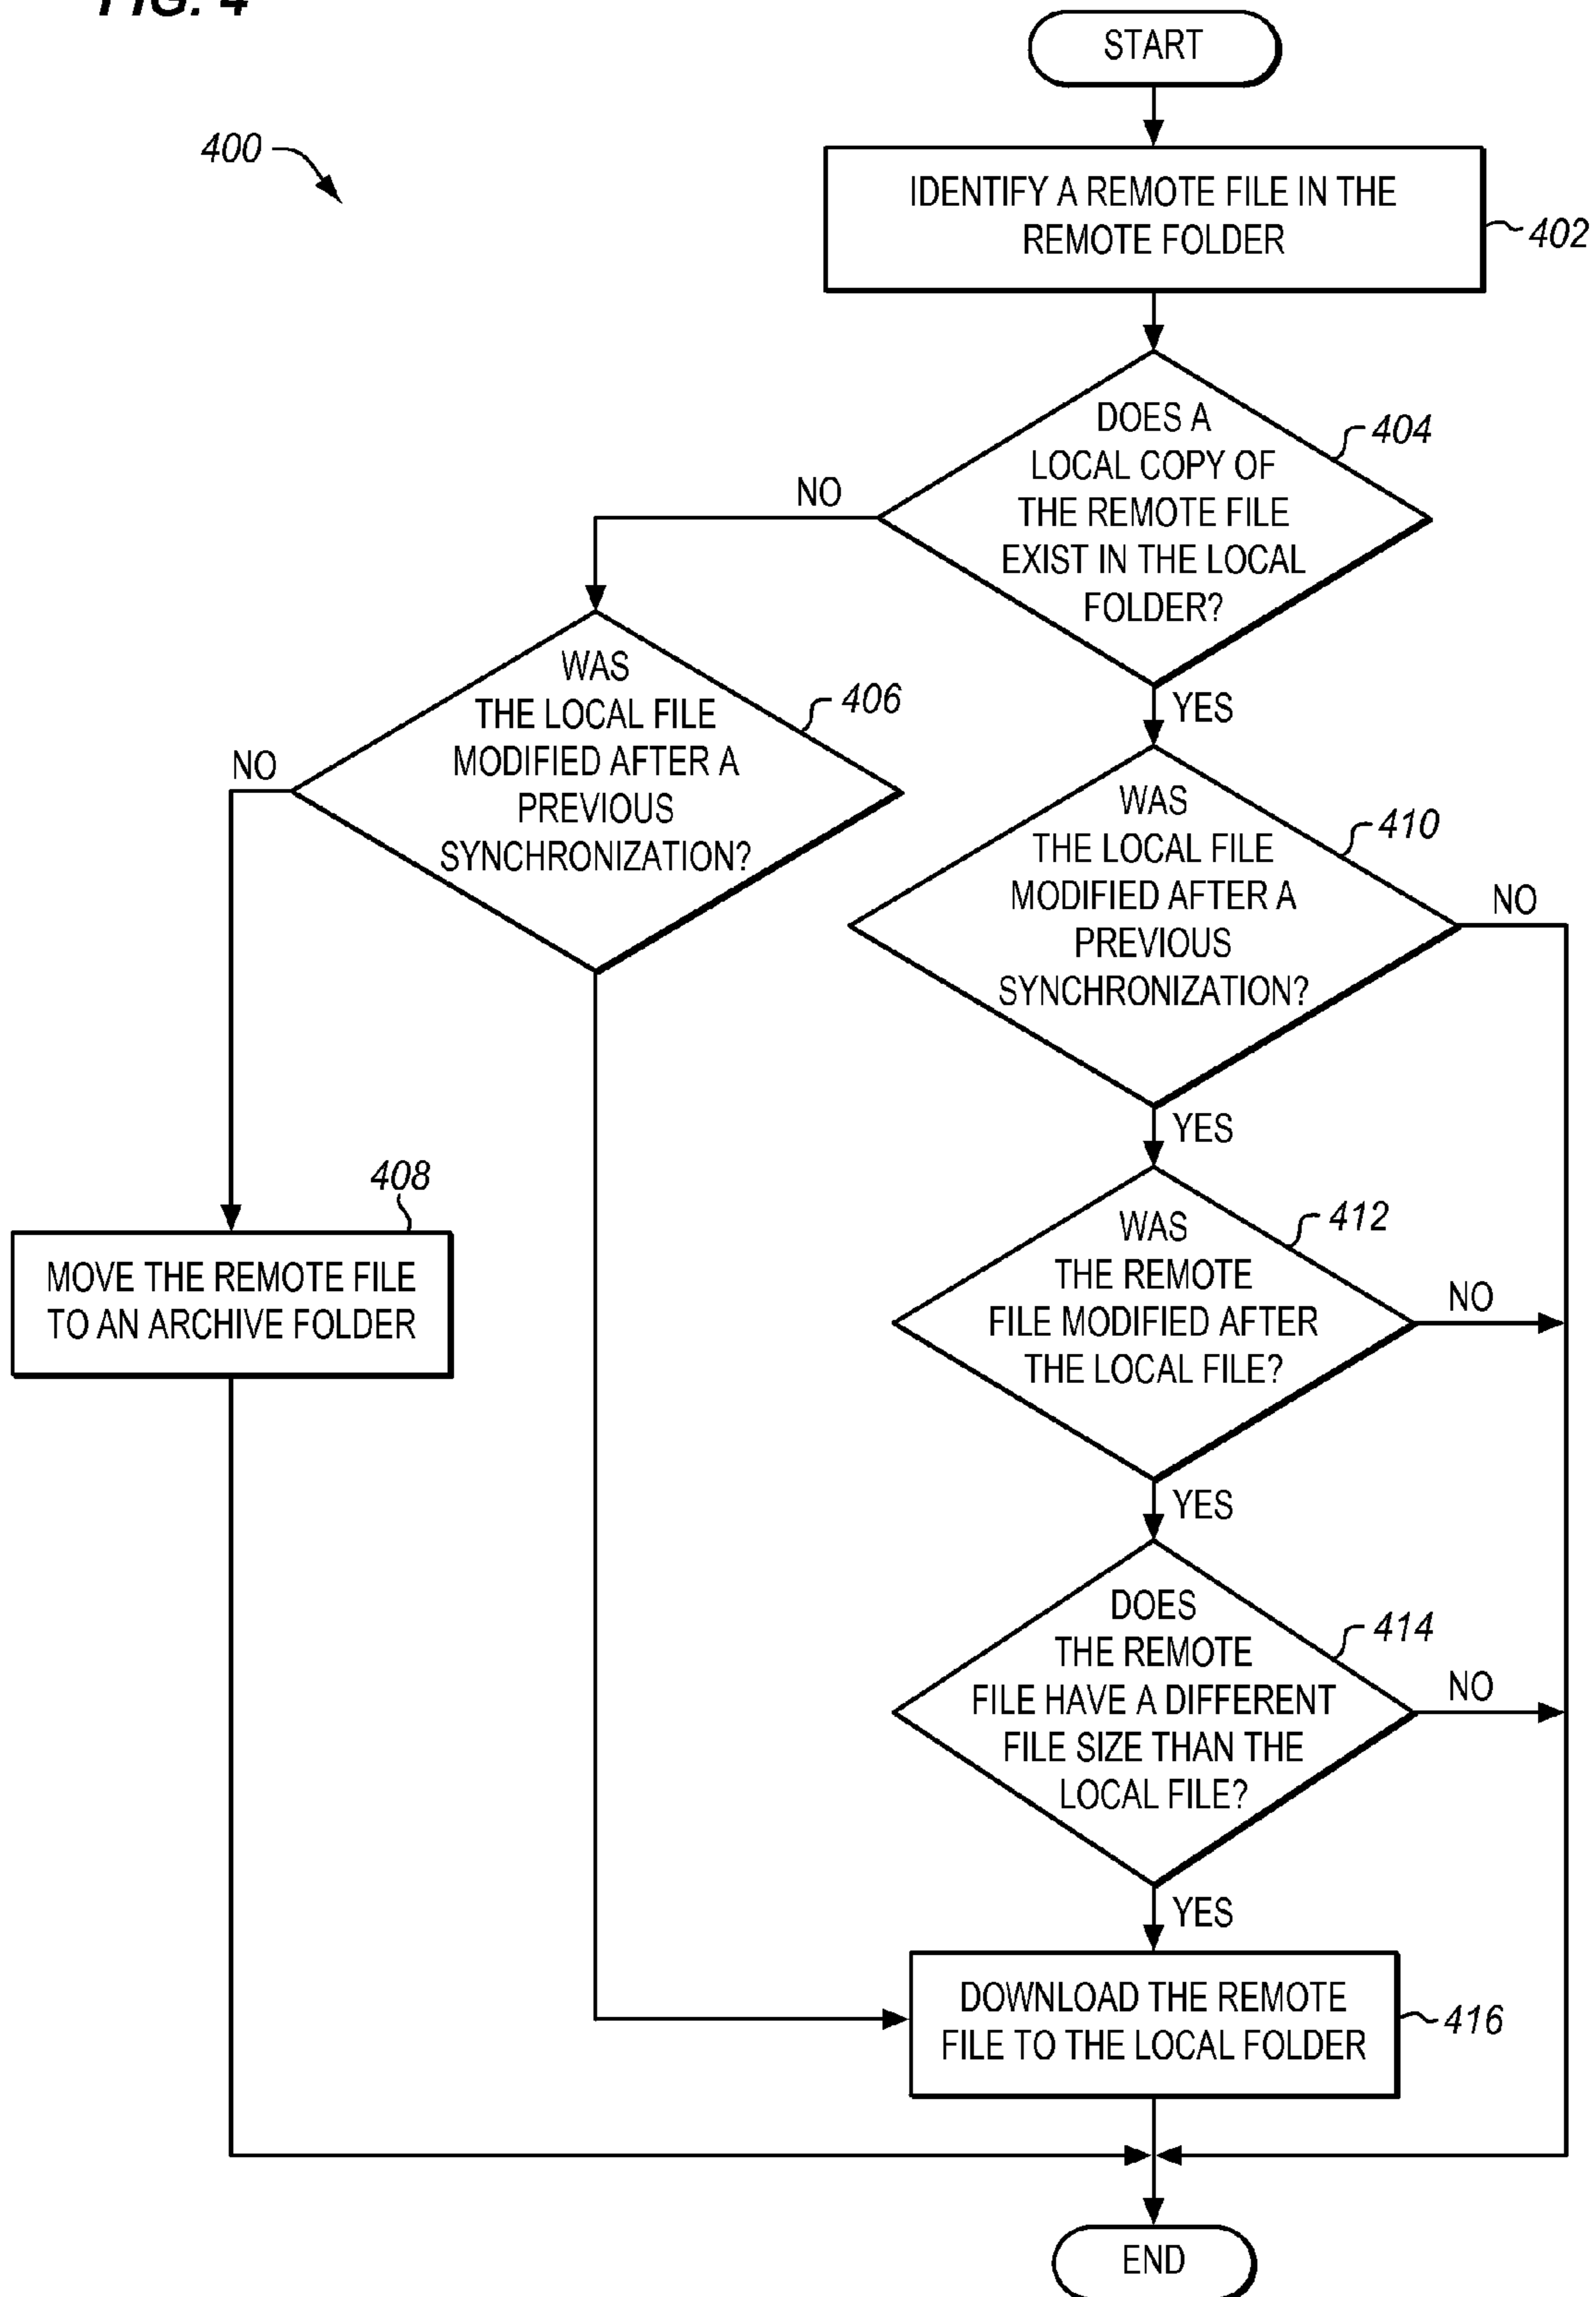 FIG. 4
START
400
IDENTIFY A REMOTE FILE IN THE
REMOTE FOLDER
402
DOES A
LOCAL COPY OF
THE REMOTE FILE
EXIST IN THE LOCAL
FOLDER?
404
NO
YES
WAS
THE LOCAL FILE
MODIFIED AFTER A
PREVIOUS
SYNCHRONIZATION?
406
NO
WAS
THE LOCAL FILE
MODIFIED AFTER A
PREVIOUS
SYNCHRONIZATION?
410
NO
YES
408
MOVE THE REMOTE FILE
TO AN ARCHIVE FOLDER
WAS
THE REMOTE
FILE MODIFIED AFTER
THE LOCAL FILE?
412
NO
YES
DOES
THE REMOTE
FILE HAVE A DIFFERENT
FILE SIZE THAN THE
LOCAL FILE?
414
NO
YES
DOWNLOAD THE REMOTE
FILE TO THE LOCAL FOLDER
416
END